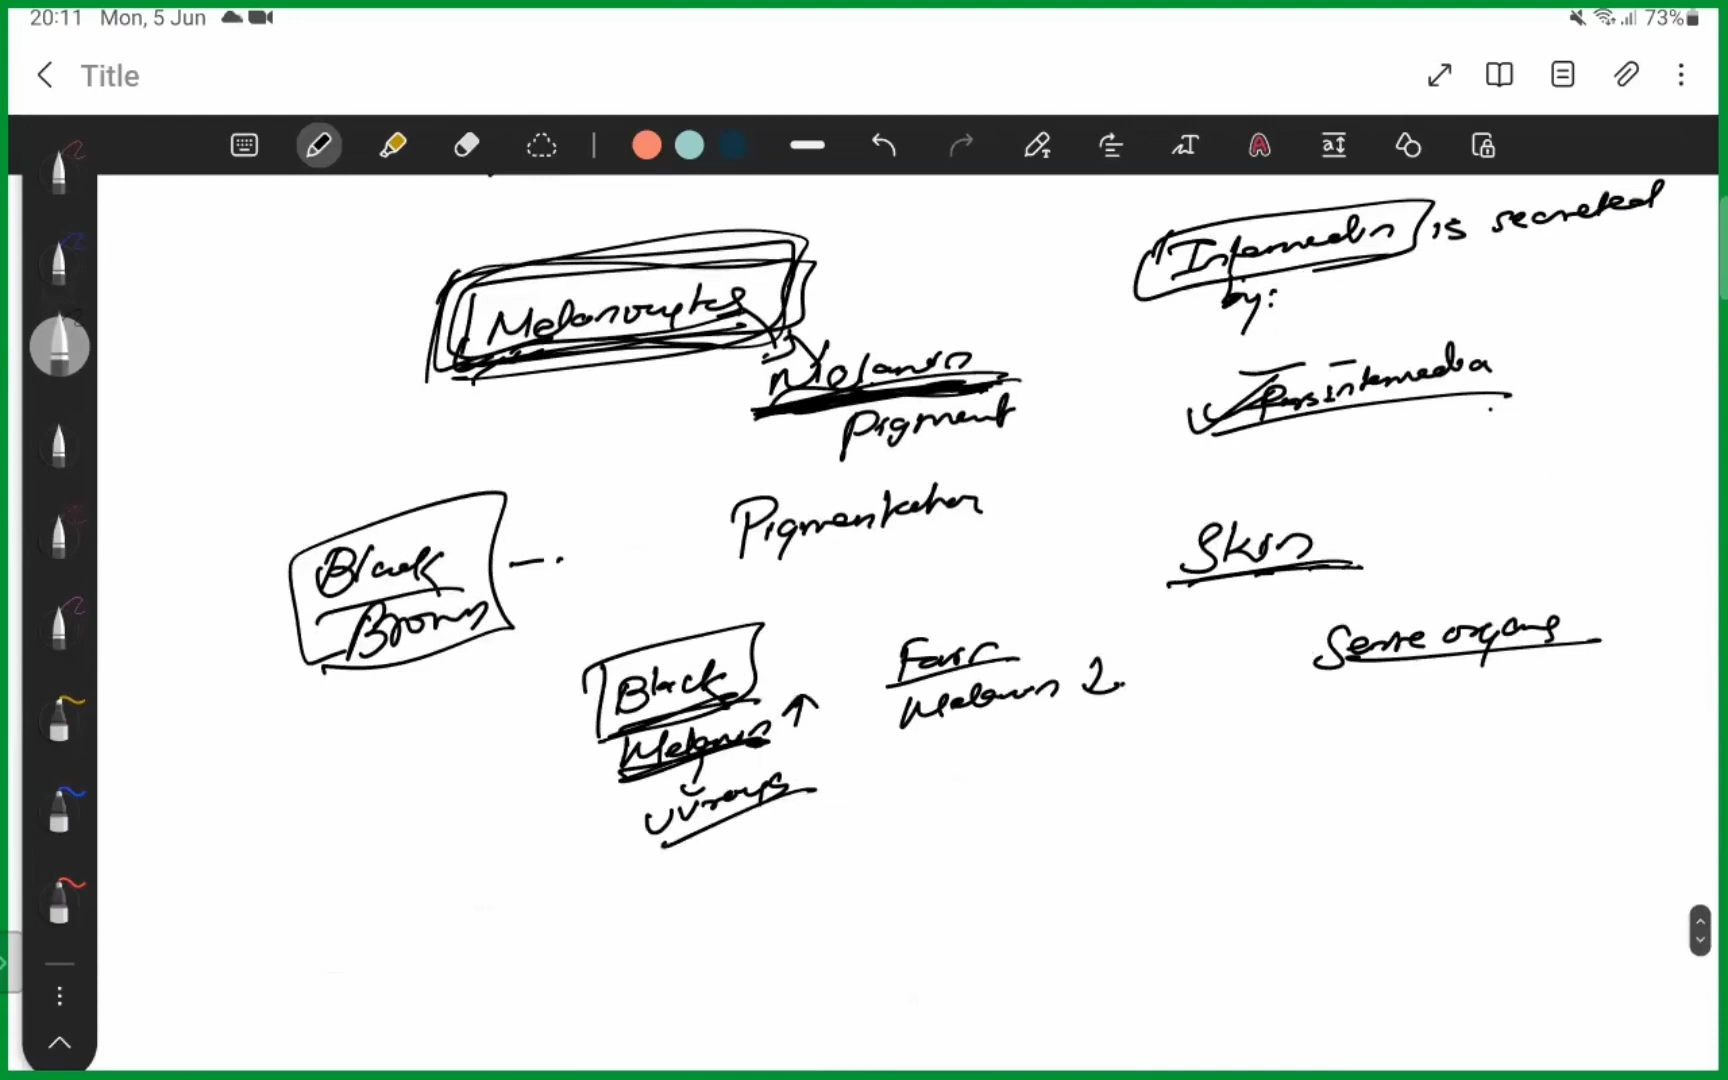 20:11 Mon, 5 Jun
73%
Title
Intermedin is secreted
by:
Melanocytes
Melanin
Pigment
Pars intermedia
Pigmentation
Skin
Black
Brown
Sense organs
Black
Melanin ↑
UV rays
Fair
Melanin ↓